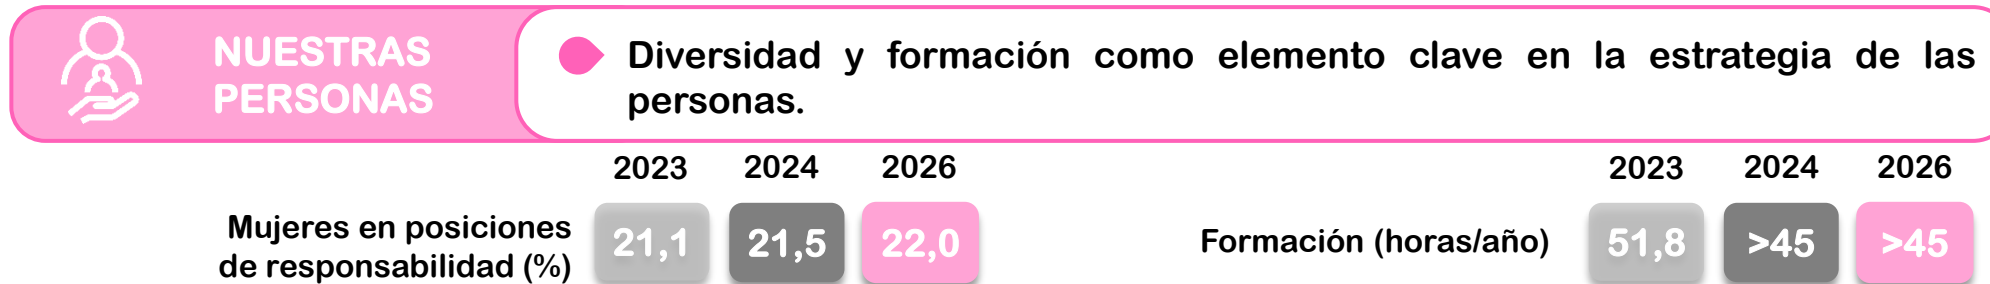 NUESTRAS
PERSONAS
Diversidad y formación como elemento clave en la estrategia de las
personas.
2023 2024 2026
Mujeres en posiciones
de responsabilidad (%)
21,1 21,5 22,0
2023 2024 2026
Formación (horas/año) 51,8 >45 >45